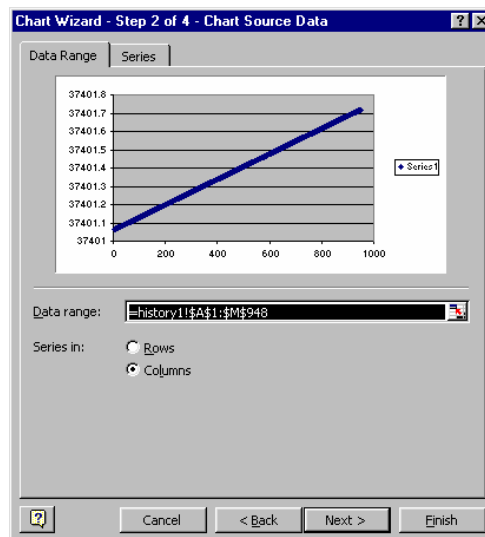 Chart Wizard - Step 2 of 4 - Chart Source Data
Data Range Series
37401.8
37401.7
37401.6
37401.5
37401.4
37401.3
37401.2
37401.1
37401
0 200 400 600 800 1000
Series1
Data range: =history1!$A$1:$M$948
Series in: Rows
Columns
Cancel < Back Next > Finish